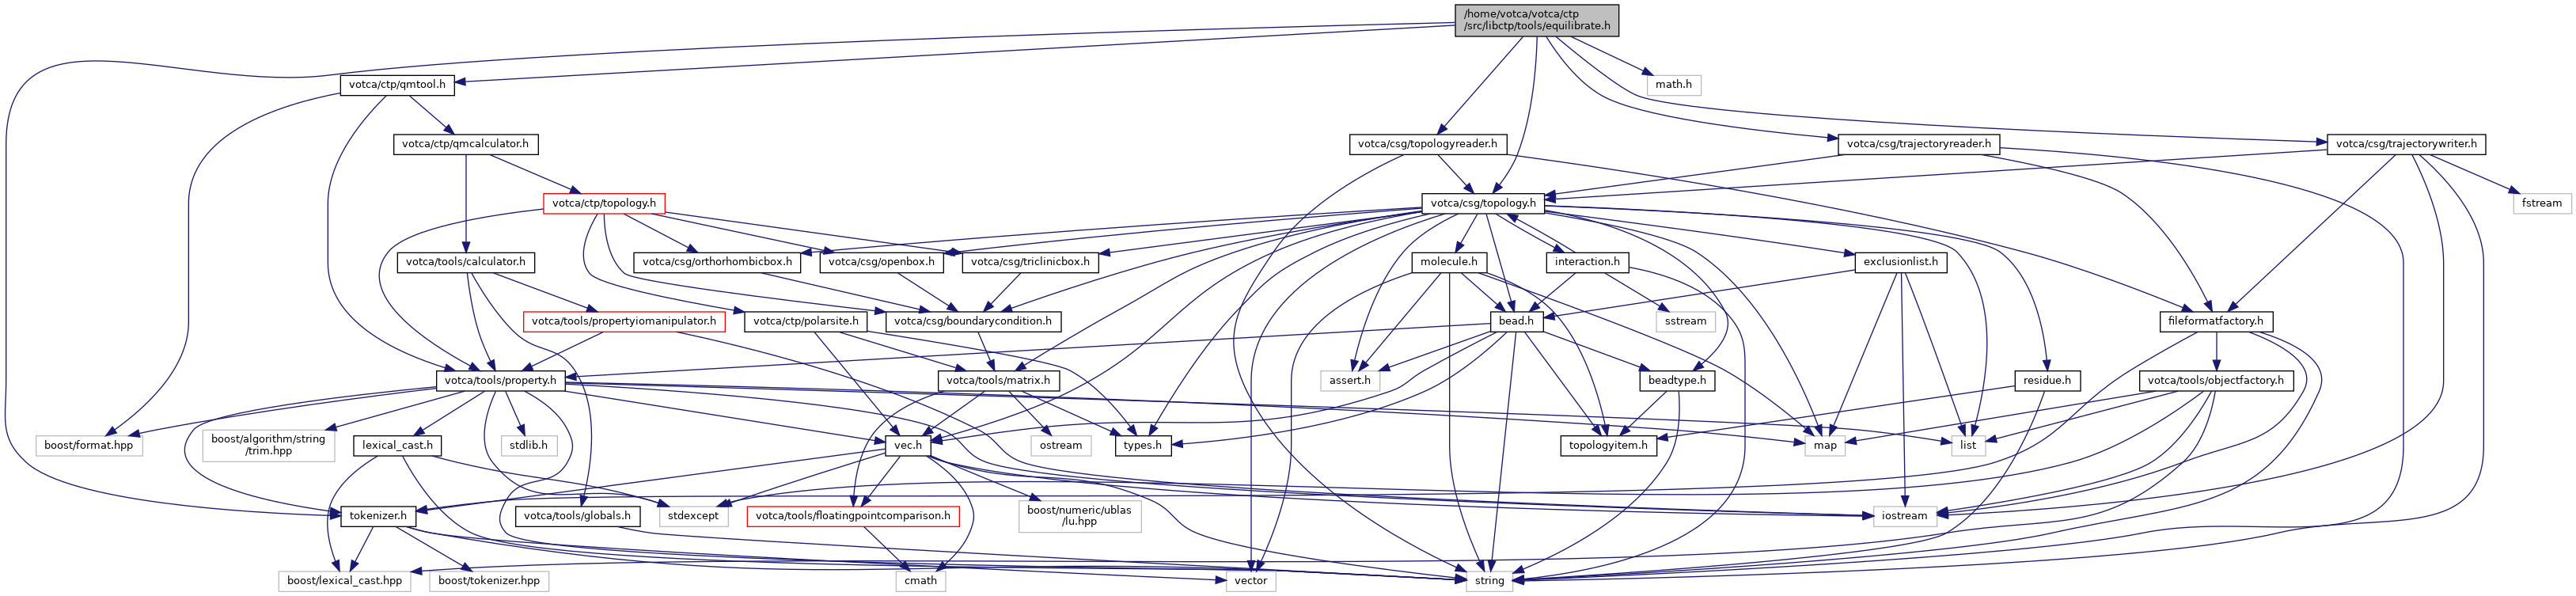 /home/votca/votca/ctp
/src/libctp/tools/equilibrate.h
votca/ctp/qmtool.h
math.h
votca/ctp/qmcalculator.h
votca/csg/topologyreader.h
votca/csg/trajectoryreader.h
votca/csg/trajectorywriter.h
votca/ctp/topology.h
votca/csg/topology.h
fstream
votca/tools/calculator.h
votca/csg/orthorhombicbox.h
votca/csg/openbox.h
votca/csg/triclinicbox.h
molecule.h
interaction.h
exclusionlist.h
votca/tools/propertyiomanipulator.h
votca/ctp/polarsite.h
votca/csg/boundarycondition.h
bead.h
sstream
fileformatfactory.h
votca/tools/property.h
votca/tools/matrix.h
assert.h
beadtype.h
residue.h
votca/tools/objectfactory.h
boost/format.hpp
boost/algorithm/string
/trim.hpp
lexical_cast.h
stdlib.h
vec.h
ostream
types.h
topologyitem.h
map
list
tokenizer.h
votca/tools/globals.h
stdexcept
votca/tools/floatingpointcomparison.h
boost/numeric/ublas
/lu.hpp
iostream
boost/lexical_cast.hpp
boost/tokenizer.hpp
cmath
vector
string